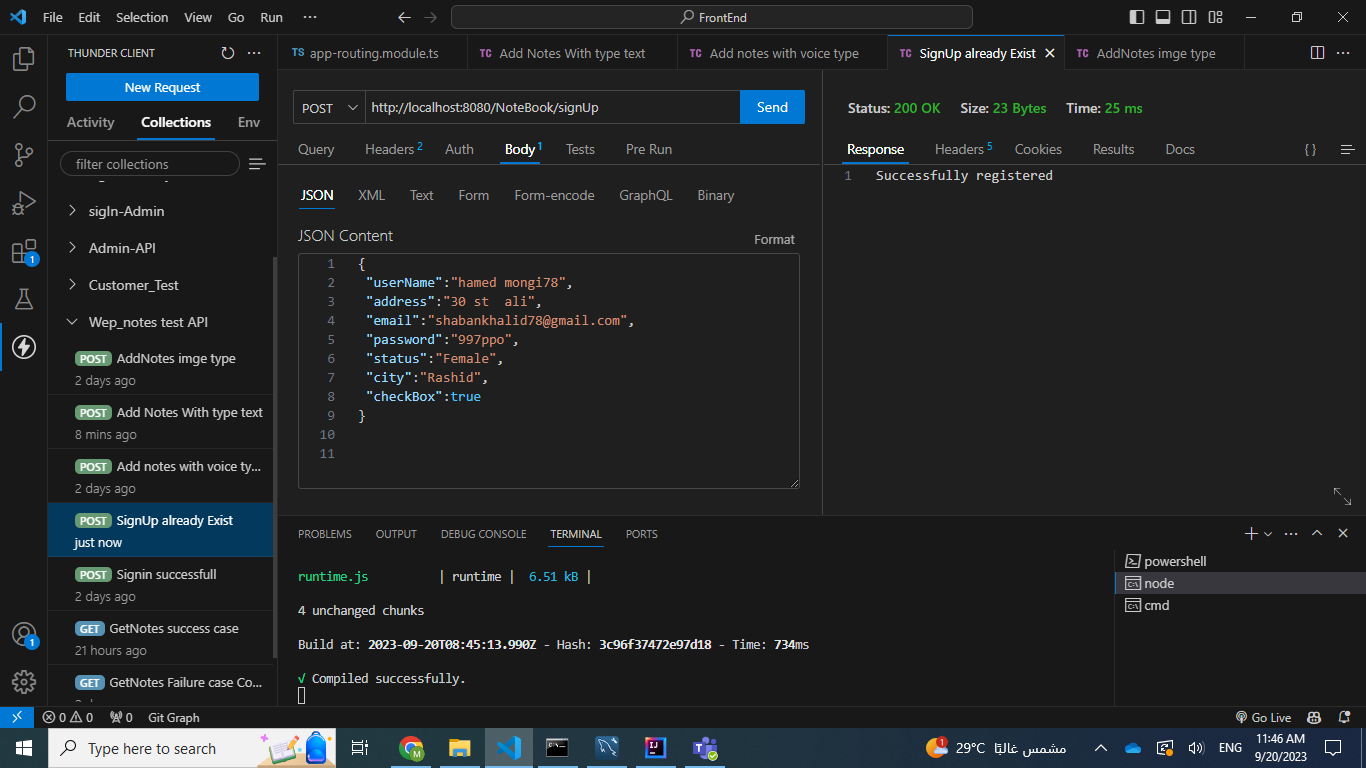 File Edit Selection View Go Run ··· FrontEnd
THUNDER CLIENT ···
New Request
Activity Collections Env
filter collections
sigIn-Admin
Admin-API
Customer_Test
Wep_notes test API
POST AddNotes imge type
2 days ago
POST Add Notes With type text
8 mins ago
POST Add notes with voice ty...
2 days ago
POST SignUp already Exist
just now
POST Signin successfull
2 days ago
GET GetNotes success case
21 hours ago
GET GetNotes Failure case Co...
TS app-routing.module.ts TC Add Notes With type text TC Add notes with voice type TC SignUp already Exist TC AddNotes imge type ···
POST http://localhost:8080/NoteBook/signUp Send
Query Headers 2 Auth Body 1 Tests Pre Run
JSON XML Text Form Form-encode GraphQL Binary
JSON Content Format
1 {
2 "userName":"hamed mongi78",
3 "address":"30 st  ali",
4 "email":"shabankhalid78@gmail.com",
5 "password":"997ppo",
6 "status":"Female",
7 "city":"Rashid",
8 "checkBox":true
9 }
10
11
Status: 200 OK Size: 23 Bytes Time: 25 ms
Response Headers 5 Cookies Results Docs { }
1 Successfully registered
PROBLEMS OUTPUT DEBUG CONSOLE TERMINAL PORTS ···
runtime.js | runtime | 6.51 kB |
4 unchanged chunks
Build at: 2023-09-20T08:45:13.990Z - Hash: 3c96f37472e97d18 - Time: 734ms
√ Compiled successfully.
powershell
node
cmd
1
1
0 0 0 Git Graph Go Live
Type here to search 1 29°C مشمس غالبًا ENG 11:46 AM
9/20/2023